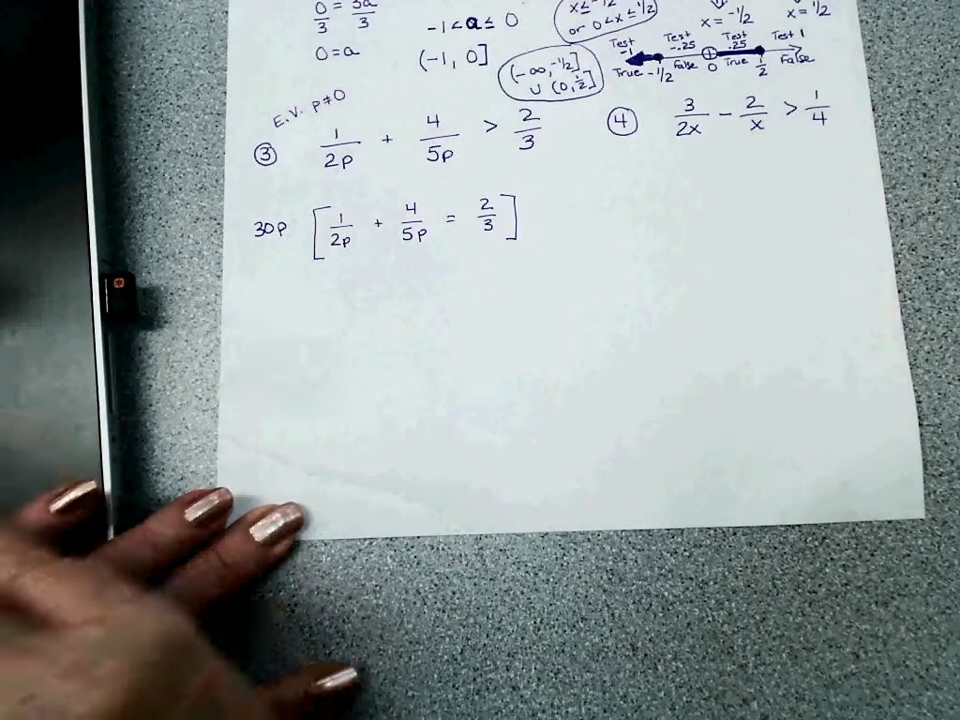 0/3 = 3a/3
0 = a
-1 < a ≤ 0
(-1, 0]
x ≤ -1/2
or 0 < x ≤ 1/2
(-∞, -1/2]
∪ (0, 1/2]
x = -1/2 x = 1/2
Test -1 Test -.25 Test .25 Test 1
True -1/2 False 0 True 1/2 False
E.V. p ≠ 0
③ 1/2p + 4/5p > 2/3
30p [ 1/2p + 4/5p = 2/3 ]
④ 3/2x - 2/x > 1/4